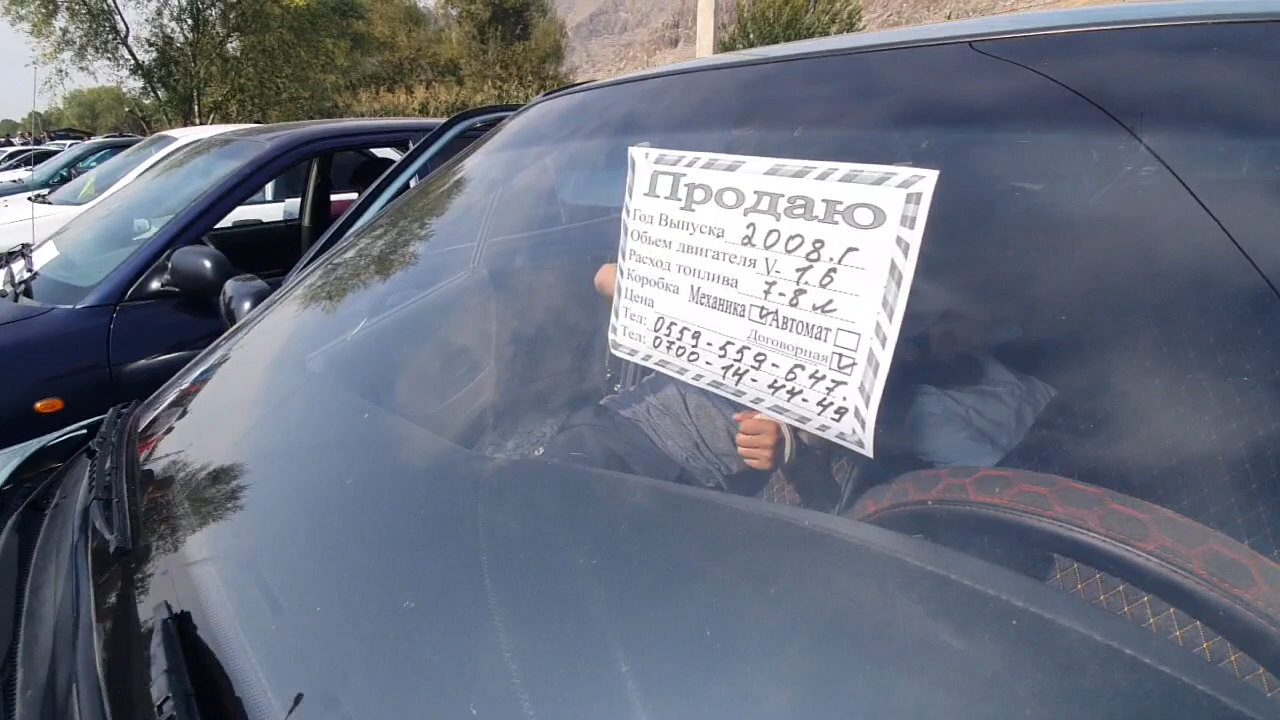 Продаю
Год Выпуска 2008.г
Обьем двигателя V- 1.6
Расход топлива 7-8 л
Коробка Механика Автомат
Цена Договорная
Тел: 0559-559-647.
Тел: 0700-14-44-49